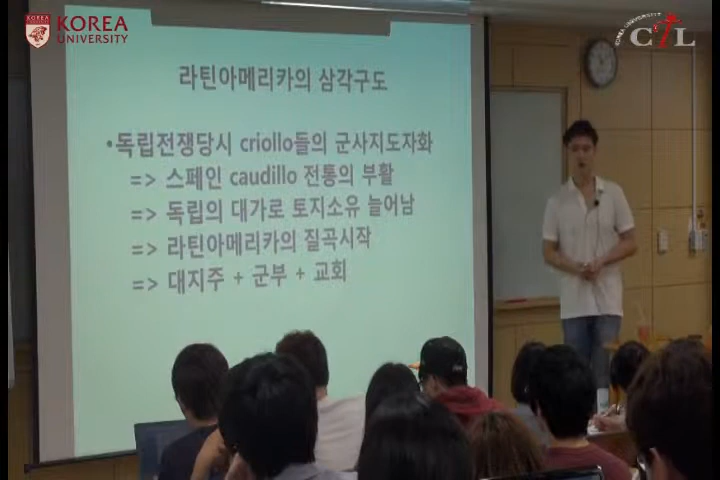 KOREA
UNIVERSITY
KOREA UNIVERSITY
CTL
라틴아메리카의 삼각구도
•독립전쟁당시 criollo들의 군사지도자화
=> 스페인 caudillo 전통의 부활
=> 독립의 대가로 토지소유 늘어남
=> 라틴아메리카의 질곡시작
=> 대지주 + 군부 + 교회